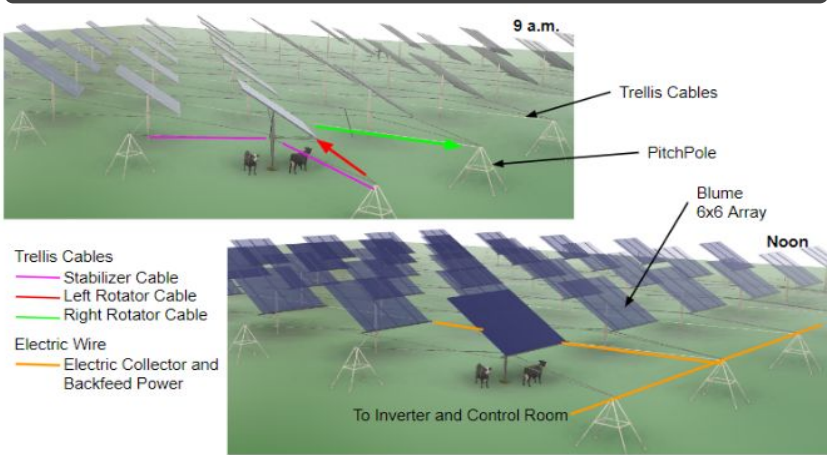 9 a.m.
Trellis Cables
PitchPole
Blume
6x6 Array
Noon
Trellis Cables
Stabilizer Cable
Left Rotator Cable
Right Rotator Cable
Electric Wire
Electric Collector and
Backfeed Power
To Inverter and Control Room